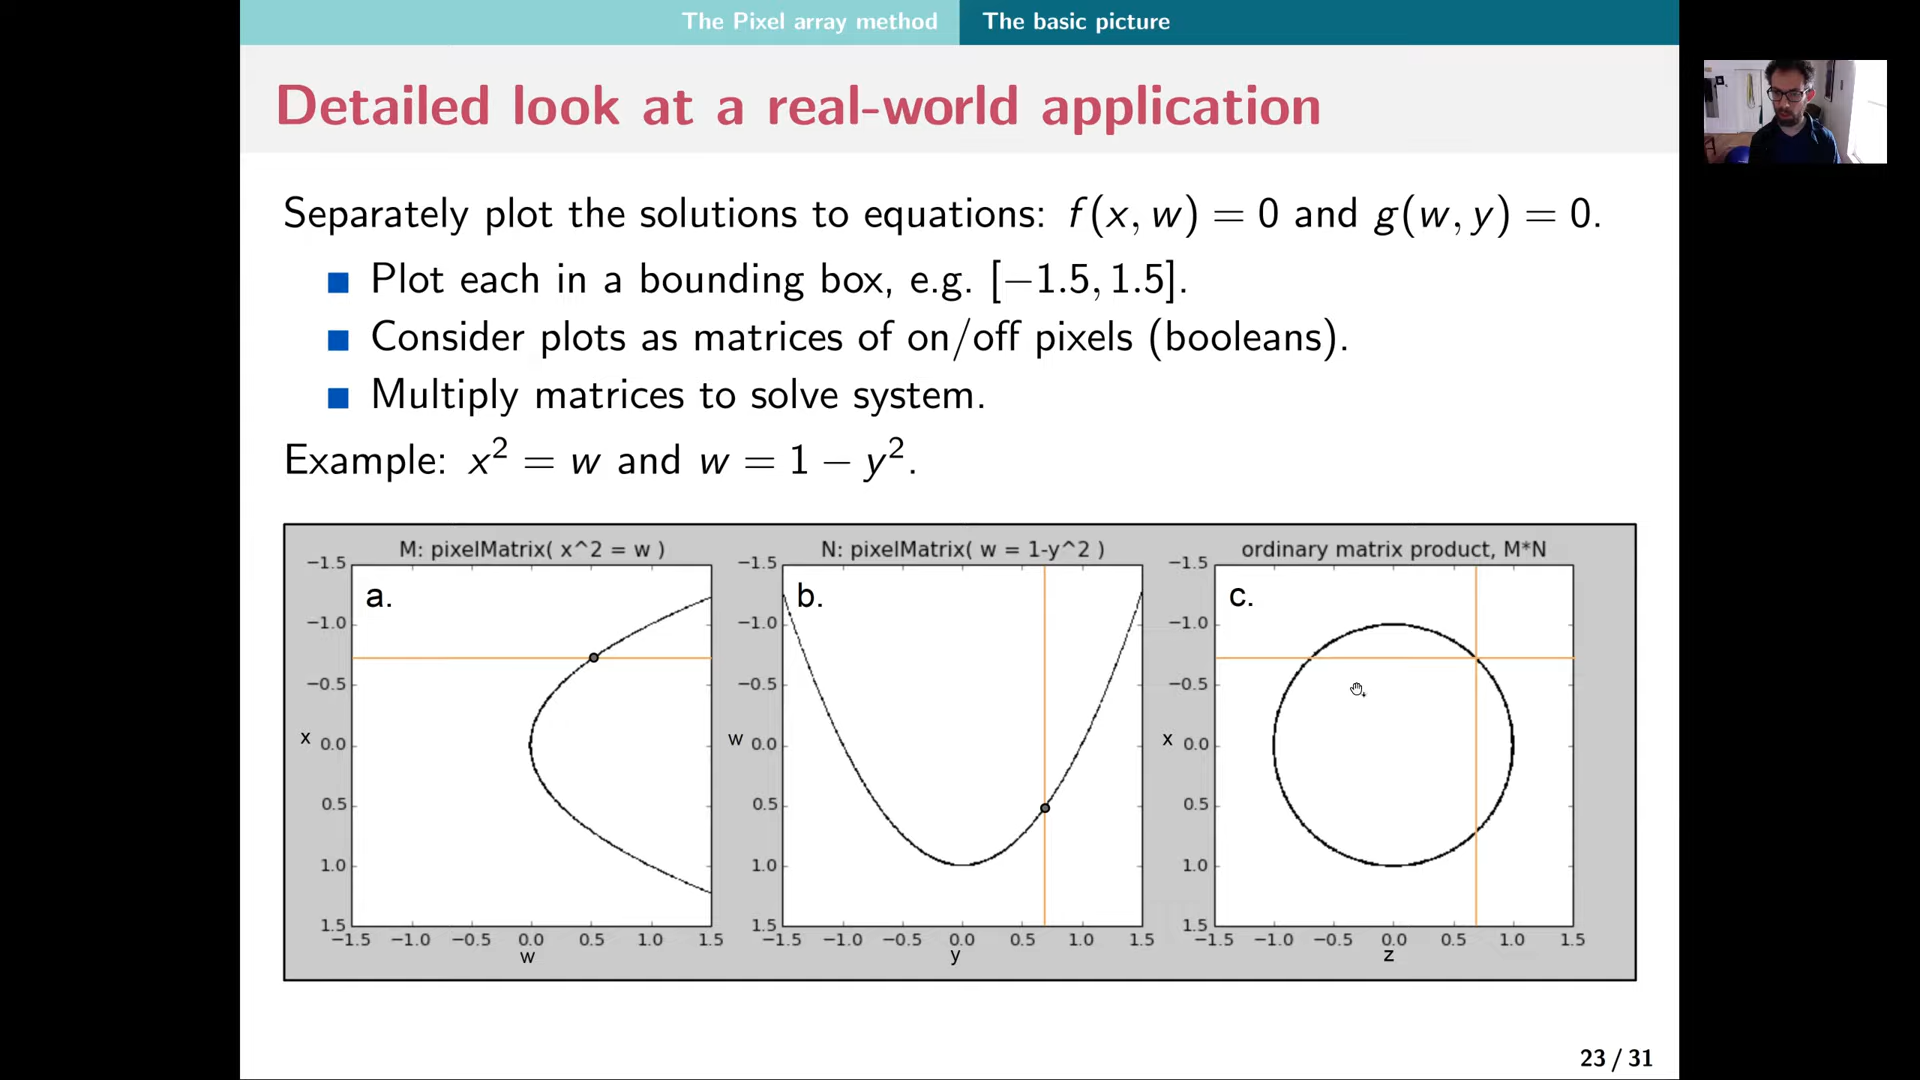 The Pixel array method The basic picture
Detailed look at a real-world application
Separately plot the solutions to equations: f(x, w) = 0 and g(w, y) = 0.
Plot each in a bounding box, e.g. [−1.5, 1.5].
Consider plots as matrices of on/off pixels (booleans).
Multiply matrices to solve system.
Example: x² = w and w = 1 − y².
M: pixelMatrix( x^2 = w )
−1.5
a.
−1.0
−0.5
x 0.0
0.5
1.0
1.5
−1.5 −1.0 −0.5 0.0 0.5 1.0 1.5
w
N: pixelMatrix( w = 1-y^2 )
−1.5
b.
−1.0
−0.5
w 0.0
0.5
1.0
1.5
−1.5 −1.0 −0.5 0.0 0.5 1.0 1.5
y
ordinary matrix product, M*N
−1.5
c.
−1.0
−0.5
x 0.0
0.5
1.0
1.5
−1.5 −1.0 −0.5 0.0 0.5 1.0 1.5
z
23 / 31